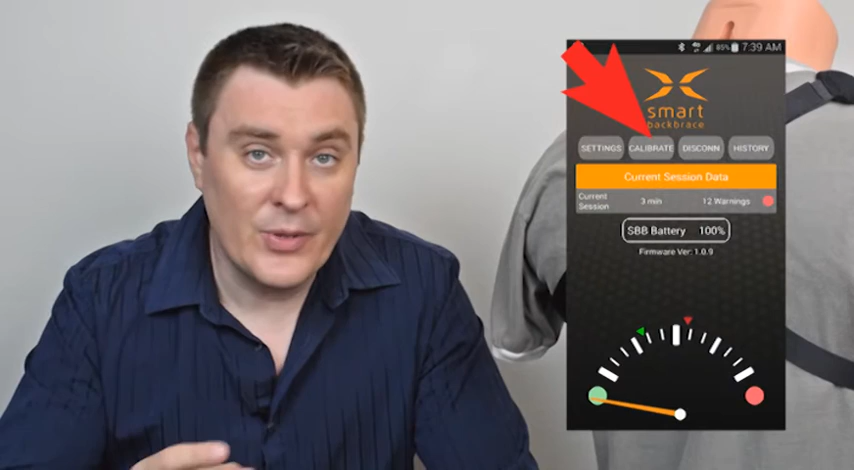 85% 7:39 AM
smart
backbrace
SETTINGS CALIBRATE DISCONN HISTORY
Current Session Data
Current Session 3 min 12 Warnings
SBB Battery 100%
Firmware Ver: 1.0.9